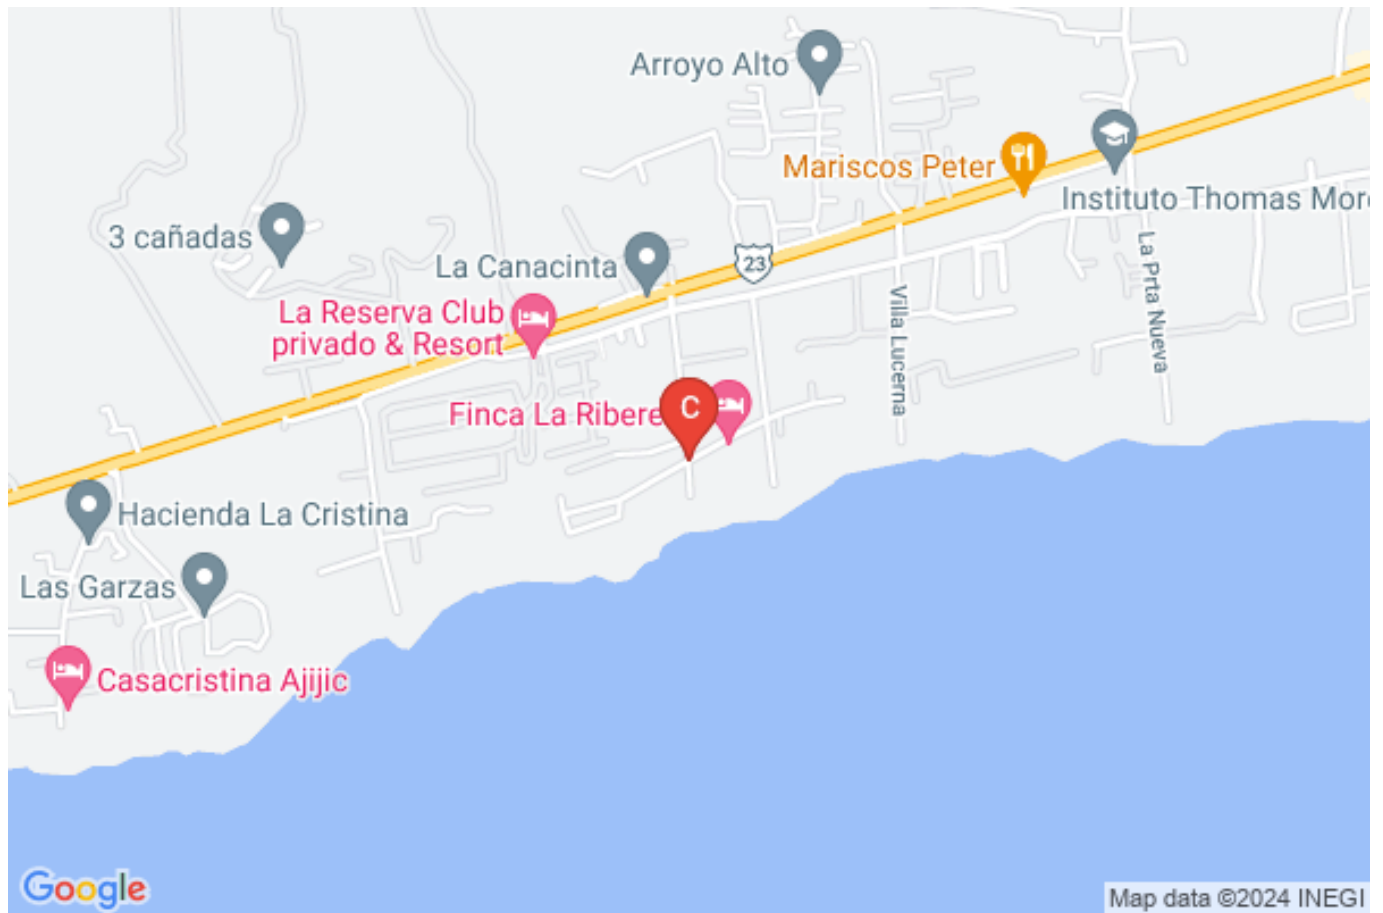 Arroyo Alto
Mariscos Peter
Instituto Thomas Mor
3 cañadas
La Canacinta
23
La Prta Nueva
La Reserva Club
privado & Resort
Villa Lucerna
Finca La Ribere
C
Hacienda La Cristina
Las Garzas
Casacristina Ajijic
Google
Map data ©2024 INEGI